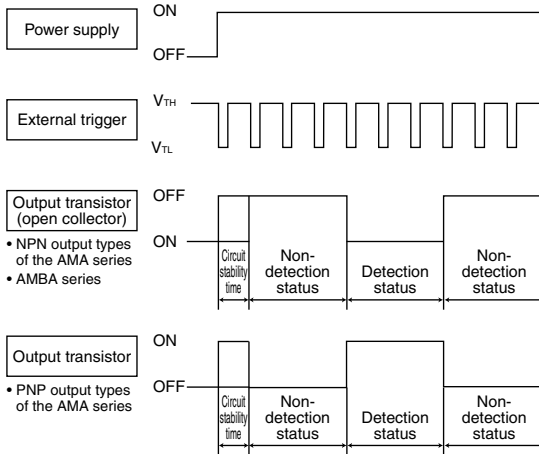 Power supply
ON
OFF
External trigger
VTH
VTL
Output transistor
(open collector)
• NPN output types
of the AMA series
• AMBA series
OFF
ON
Circuit
stability
time
Non-
detection
status
Detection
status
Non-
detection
status
Output transistor
• PNP output types
of the AMA series
ON
OFF
Circuit
stability
time
Non-
detection
status
Detection
status
Non-
detection
status